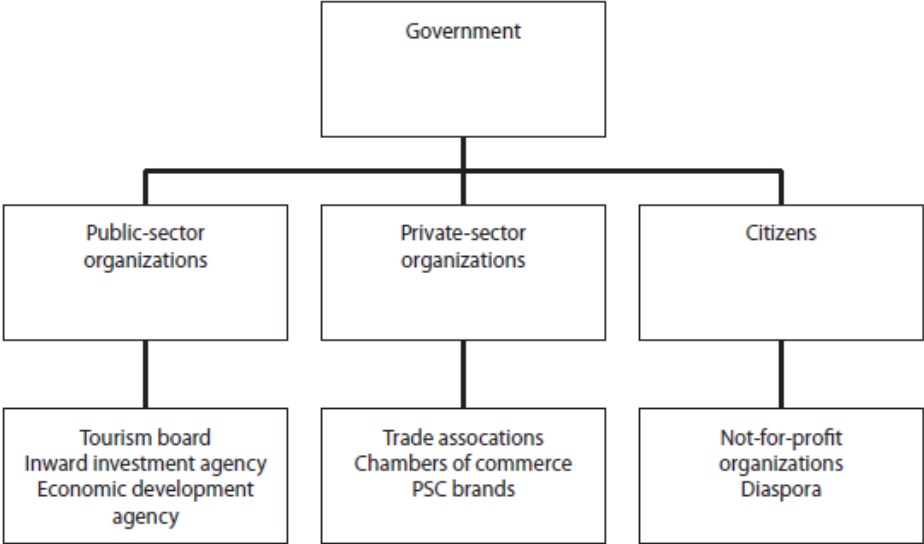 Government
Public-sector
organizations
Private-sector
organizations
Citizens
Tourism board
Inward investment agency
Economic development
agency
Trade assocations
Chambers of commerce
PSC brands
Not-for-profit
organizations
Diaspora